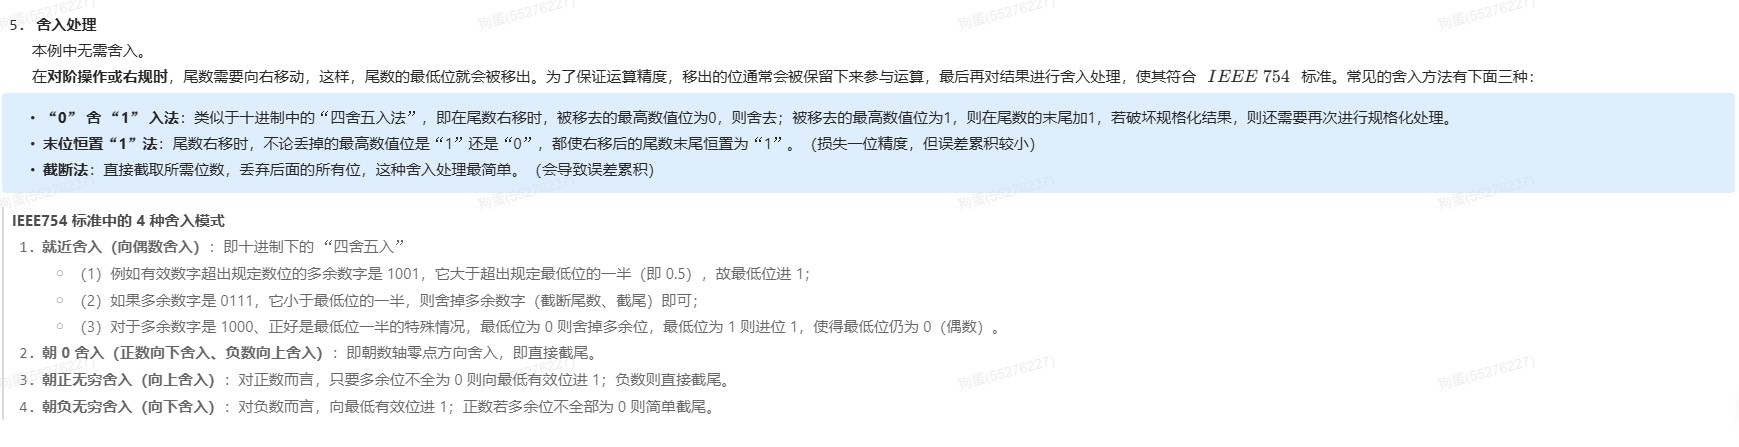 5. 舍入处理
本例中无需舍入。
在对阶操作或右规时，尾数需要向右移动，这样，尾数的最低位就会被移出。为了保证运算精度，移出的位通常会被保留下来参与运算，最后再对结果进行舍入处理，使其符合 IEEE 754 标准。常见的舍入方法有下面三种：
• “0” 舍 “1” 入法：类似于十进制中的“四舍五入法”，即在尾数右移时，被移去的最高数值位为0，则舍去；被移去的最高数值位为1，则在尾数的末尾加1，若破坏规格化结果，则还需要再次进行规格化处理。
• 末位恒置“1”法：尾数右移时，不论丢掉的最高数值位是“1”还是“0”，都使右移后的尾数末尾恒置为“1”。（损失一位精度，但误差累积较小）
• 截断法：直接截取所需位数，丢弃后面的所有位，这种舍入处理最简单。（会导致误差累积）
IEEE754 标准中的 4 种舍入模式
1. 就近舍入（向偶数舍入）：即十进制下的 “四舍五入”
○ （1）例如有效数字超出规定数位的多余数字是 1001，它大于超出规定最低位的一半（即 0.5），故最低位进 1；
○ （2）如果多余数字是 0111，它小于最低位的一半，则舍掉多余数字（截断尾数、截尾）即可；
○ （3）对于多余数字是 1000、正好是最低位一半的特殊情况，最低位为 0 则舍掉多余位，最低位为 1 则进位 1，使得最低位仍为 0（偶数）。
2. 朝 0 舍入（正数向下舍入、负数向上舍入）：即朝数轴零点方向舍入，即直接截尾。
3. 朝正无穷舍入（向上舍入）：对正数而言，只要多余位不全为 0 则向最低有效位进 1；负数则直接截尾。
4. 朝负无穷舍入（向下舍入）：对负数而言，向最低有效位进 1；正数若多余位不全部为 0 则简单截尾。
狗蛋(55276227)
狗蛋(55276227)
狗蛋(55276227)
狗蛋(55276227)
狗蛋(55276227)
狗蛋(55276227)
狗蛋(55276227)
狗蛋(55276227)
狗蛋(55276227)